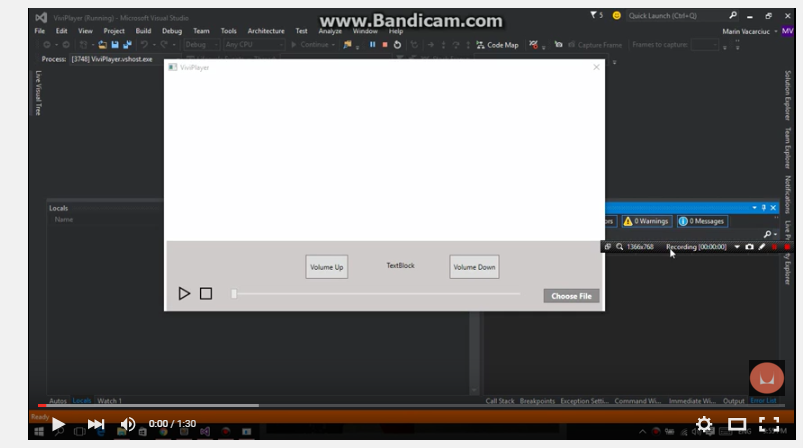 www.Bandicam.com
ViviPlayer (Running) - Microsoft Visual Studio
5
Quick Launch (Ctrl+Q)
File Edit View Project Build Debug Team Tools Architecture Test Analyze Window Help
Marin Vacerciuc MV
Debug Any CPU Continue Code Map Capture Frame Frames to capture:
Process: [3748] ViviPlayer.vshost.exe
ViviPlayer
Live Visual Tree
Solution Explorer
Team Explorer
Notifications
Locals
Name
0 Warnings 0 Messages
1366x768 Recording [00:00:00]
Volume Up TextBlock Volume Down
Choose File
Autos Locals Watch 1
Call Stack Breakpoints Exception Setti... Command Wi... Immediate Wi... Output Error List
Ready
0:00 / 1:30